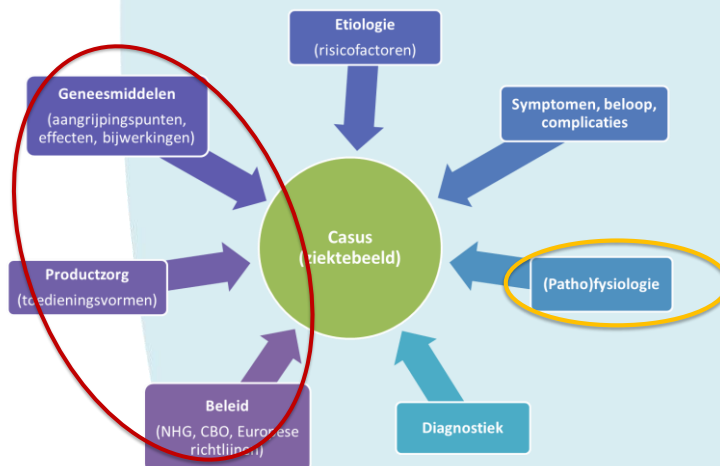 Etiologie
(risicofactoren)
Geneesmiddelen
(aangrijpingspunten,
effecten, bijwerkingen)
Symptomen, beloop,
complicaties
Casus
(ziektebeeld)
Productzorg
(toedieningsvormen)
(Patho)fysiologie
Beleid
(NHG, CBO, Europese
richtlijnen)
Diagnostiek